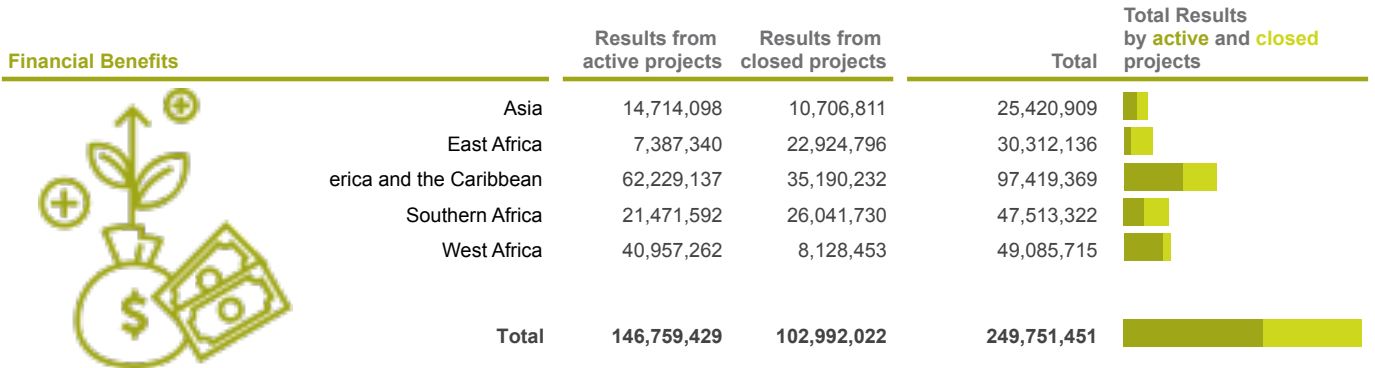 Financial Benefits
Results from active projects
Results from closed projects
Total
Total Results by active and closed projects
Asia 14,714,098 10,706,811 25,420,909
East Africa 7,387,340 22,924,796 30,312,136
erica and the Caribbean 62,229,137 35,190,232 97,419,369
Southern Africa 21,471,592 26,041,730 47,513,322
West Africa 40,957,262 8,128,453 49,085,715
$
Total 146,759,429 102,992,022 249,751,451